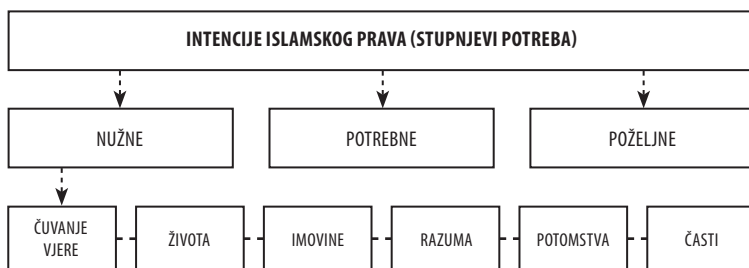 INTENCIJE ISLAMSKOG PRAVA (STUPNJEVI POTREBA)
NUŽNE
POTREBNE
POŽELJNE
ČUVANJE
VJERE
ŽIVOTA
IMOVINE
RAZUMA
POTOMSTVA
ČASTI